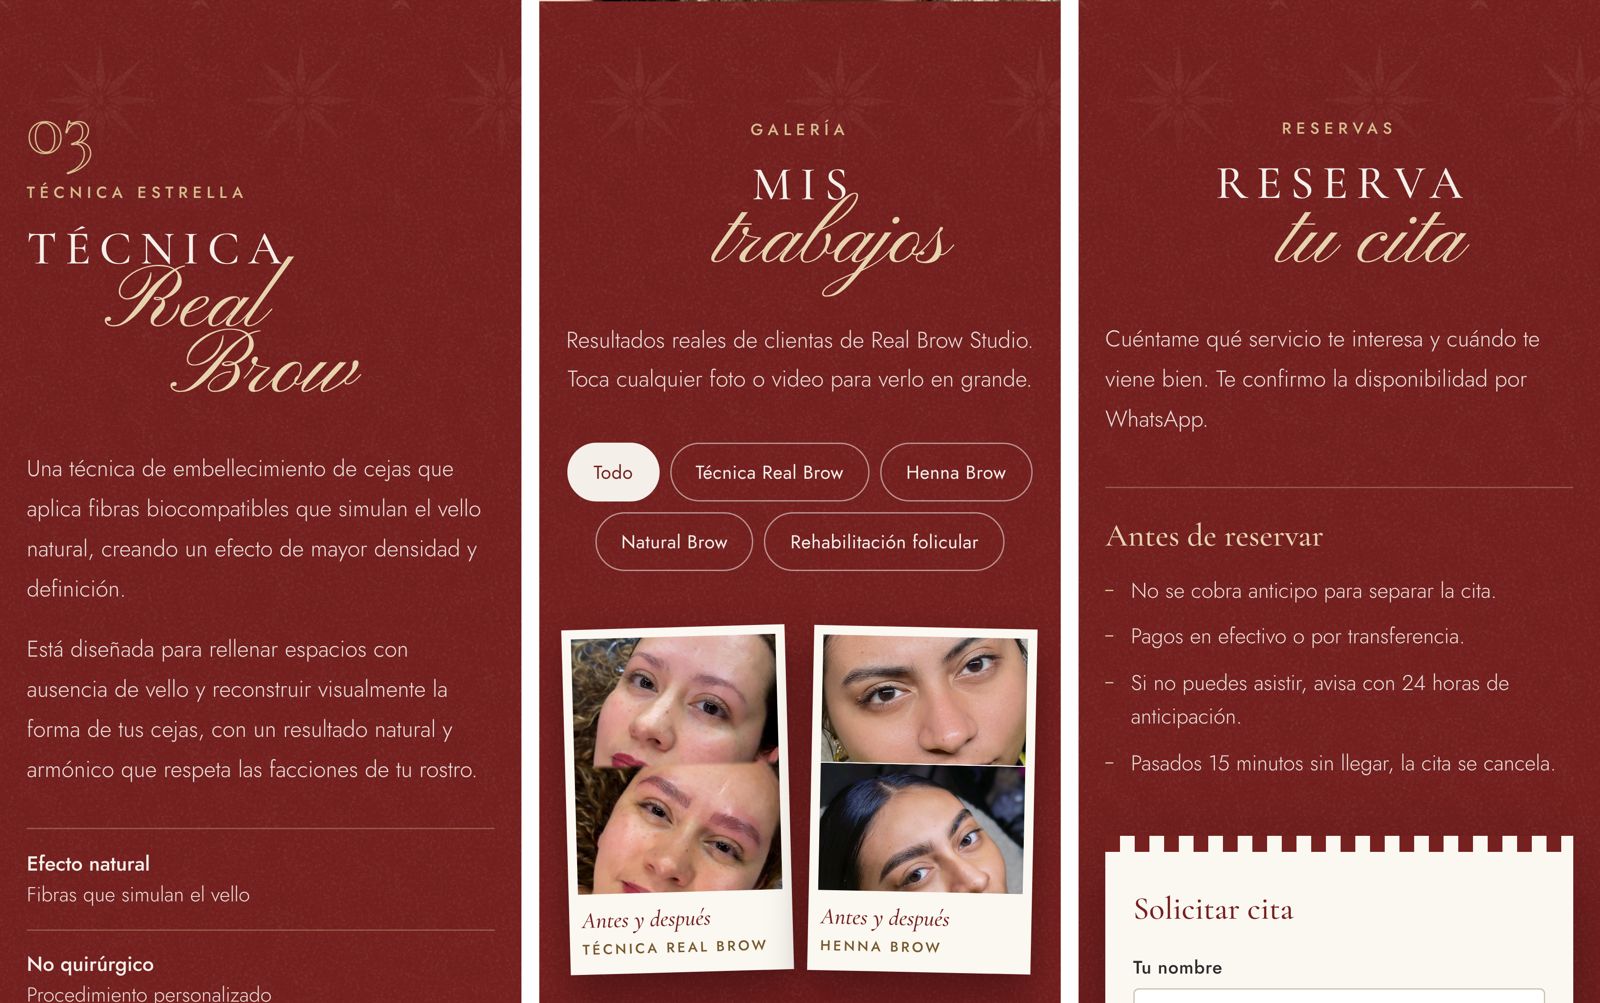 03
TÉCNICA ESTRELLA
TÉCNICA
Real
Brow
Una técnica de embellecimiento de cejas que
aplica fibras biocompatibles que simulan el vello
natural, creando un efecto de mayor densidad y
definición.
Está diseñada para rellenar espacios con
ausencia de vello y reconstruir visualmente la
forma de tus cejas, con un resultado natural y
armónico que respeta las facciones de tu rostro.
Efecto natural
Fibras que simulan el vello
No quirúrgico
Procedimiento personalizado
GALERÍA
MIS
trabajos
Resultados reales de clientas de Real Brow Studio.
Toca cualquier foto o video para verlo en grande.
Todo
Técnica Real Brow
Henna Brow
Natural Brow
Rehabilitación folicular
Antes y después
TÉCNICA REAL BROW
Antes y después
HENNA BROW
RESERVAS
RESERVA
tu cita
Cuéntame qué servicio te interesa y cuándo te
viene bien. Te confirmo la disponibilidad por
WhatsApp.
Antes de reservar
– No se cobra anticipo para separar la cita.
– Pagos en efectivo o por transferencia.
– Si no puedes asistir, avisa con 24 horas de
anticipación.
– Pasados 15 minutos sin llegar, la cita se cancela.
Solicitar cita
Tu nombre